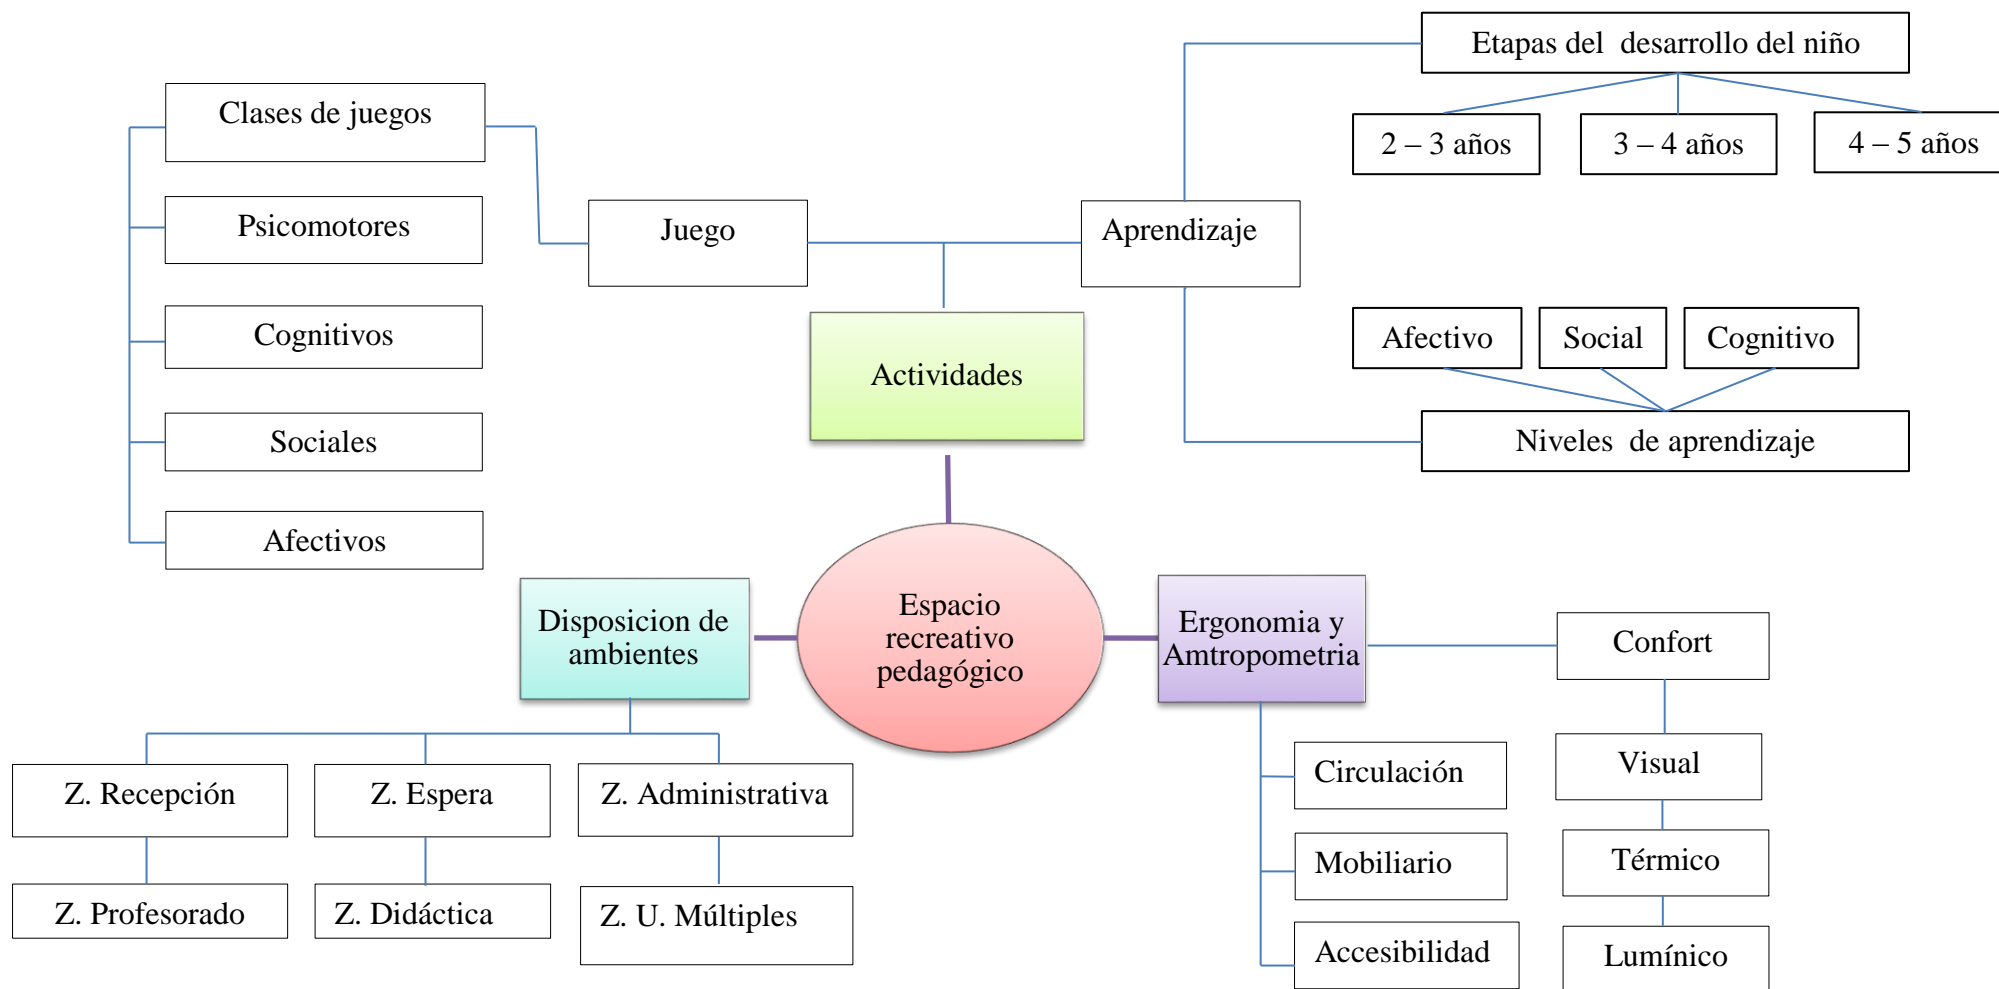 Etapas del  desarrollo del niño
Clases de juegos
2 – 3 años
3 – 4 años
4 – 5 años
Psicomotores
Juego
Aprendizaje
Cognitivos
Afectivo
Social
Cognitivo
Actividades
Sociales
Niveles  de aprendizaje
Afectivos
Disposicion de
ambientes
Espacio
recreativo
pedagógico
Ergonomia y
Amtropometria
Confort
Z. Recepción
Z. Espera
Z. Administrativa
Circulación
Visual
Mobiliario
Térmico
Z. Profesorado
Z. Didáctica
Z. U. Múltiples
Accesibilidad
Lumínico